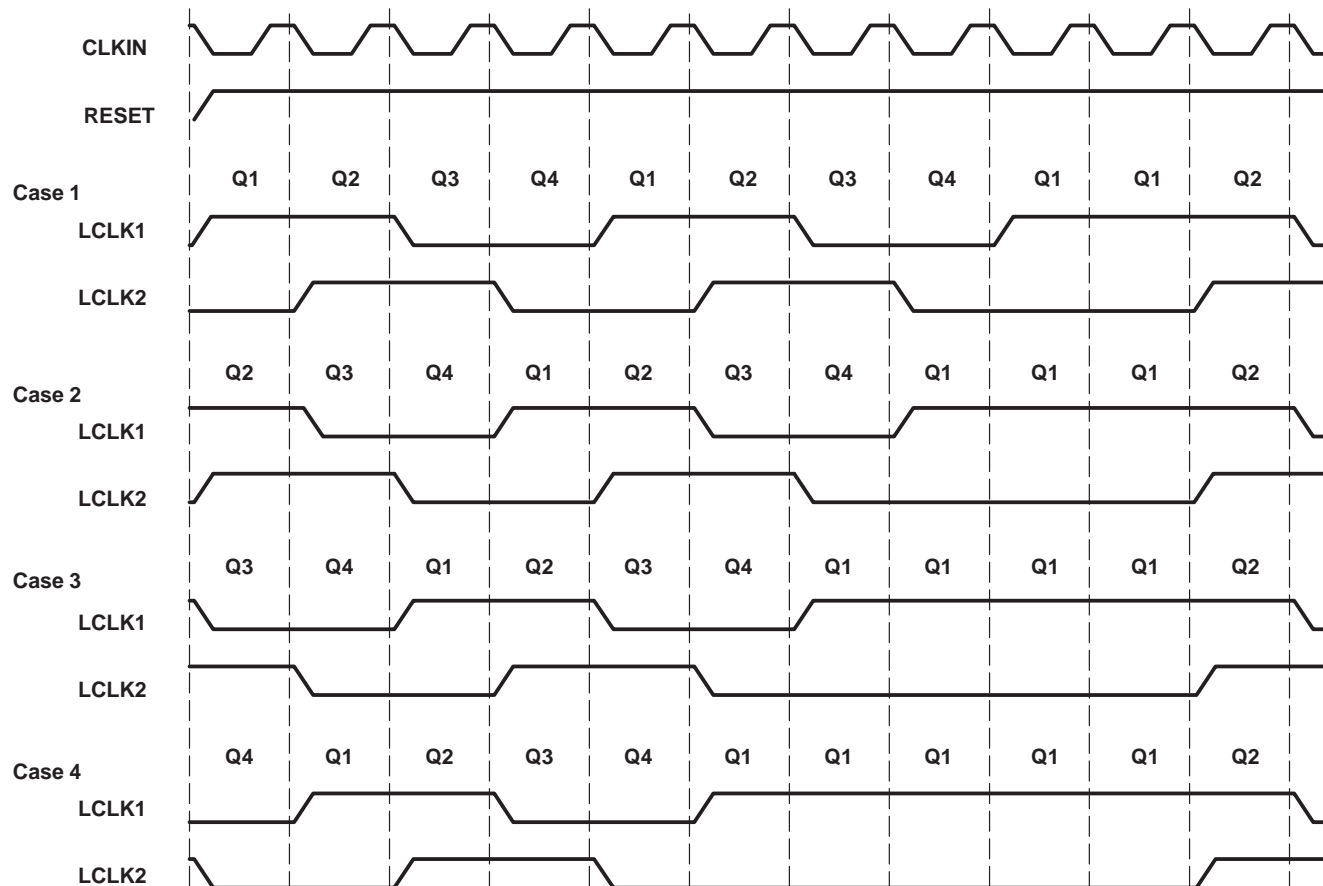 CLKIN
RESET
Q1 Q2 Q3 Q4 Q1 Q2 Q3 Q4 Q1 Q1 Q2
Case 1
LCLK1
LCLK2
Q2 Q3 Q4 Q1 Q2 Q3 Q4 Q1 Q1 Q1 Q2
Case 2
LCLK1
LCLK2
Q3 Q4 Q1 Q2 Q3 Q4 Q1 Q1 Q1 Q1 Q2
Case 3
LCLK1
LCLK2
Q4 Q1 Q2 Q3 Q4 Q1 Q1 Q1 Q1 Q1 Q2
Case 4
LCLK1
LCLK2